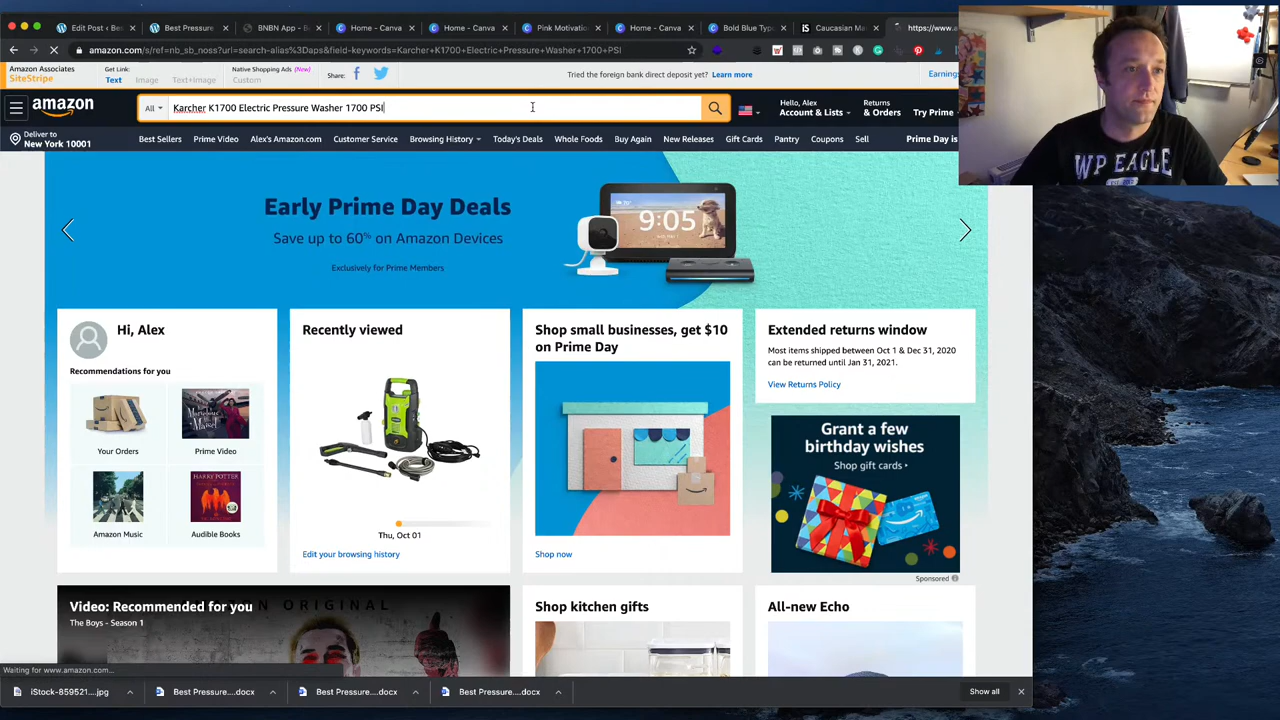 Edit Post ‹ Bes
Best Pressure
BNBN App - B
Home - Canva
Home - Canva
Pink Motivatio
Home - Canva
Bold Blue Typ
Caucasian Ma
https://www.a
amazon.com/s/ref=nb_sb_noss?url=search-alias%3Daps&field-keywords=Karcher+K1700+Electric+Pressure+Washer+1700+PSI
Amazon Associates
SiteStripe
Get Link:
Text Image Text+Image
Native Shopping Ads (New)
Custom
Share:
Tried the foreign bank direct deposit yet? Learn more
Earnings
amazon
All
Karcher K1700 Electric Pressure Washer 1700 PSI
Hello, Alex
Account & Lists
Returns
& Orders
Try Prime
Deliver to
New York 10001
Best Sellers Prime Video Alex's Amazon.com Customer Service Browsing History Today's Deals Whole Foods Buy Again New Releases Gift Cards Pantry Coupons Sell Prime Day is
WP EAGLE
Early Prime Day Deals
Save up to 60% on Amazon Devices
Exclusively for Prime Members
9:05
Hi, Alex
Recommendations for you
Your Orders
Prime Video
Amazon Music
Audible Books
Recently viewed
Thu, Oct 01
Edit your browsing history
Shop small businesses, get $10
on Prime Day
Shop now
Extended returns window
Most items shipped between Oct 1 & Dec 31, 2020
can be returned until Jan 31, 2021.
View Returns Policy
Grant a few
birthday wishes
Shop gift cards
Sponsored
Video: Recommended for you
The Boys - Season 1
Shop kitchen gifts
All-new Echo
Waiting for www.amazon.com...
iStock-859521....jpg
Best Pressure....docx
Best Pressure....docx
Best Pressure....docx
Show all